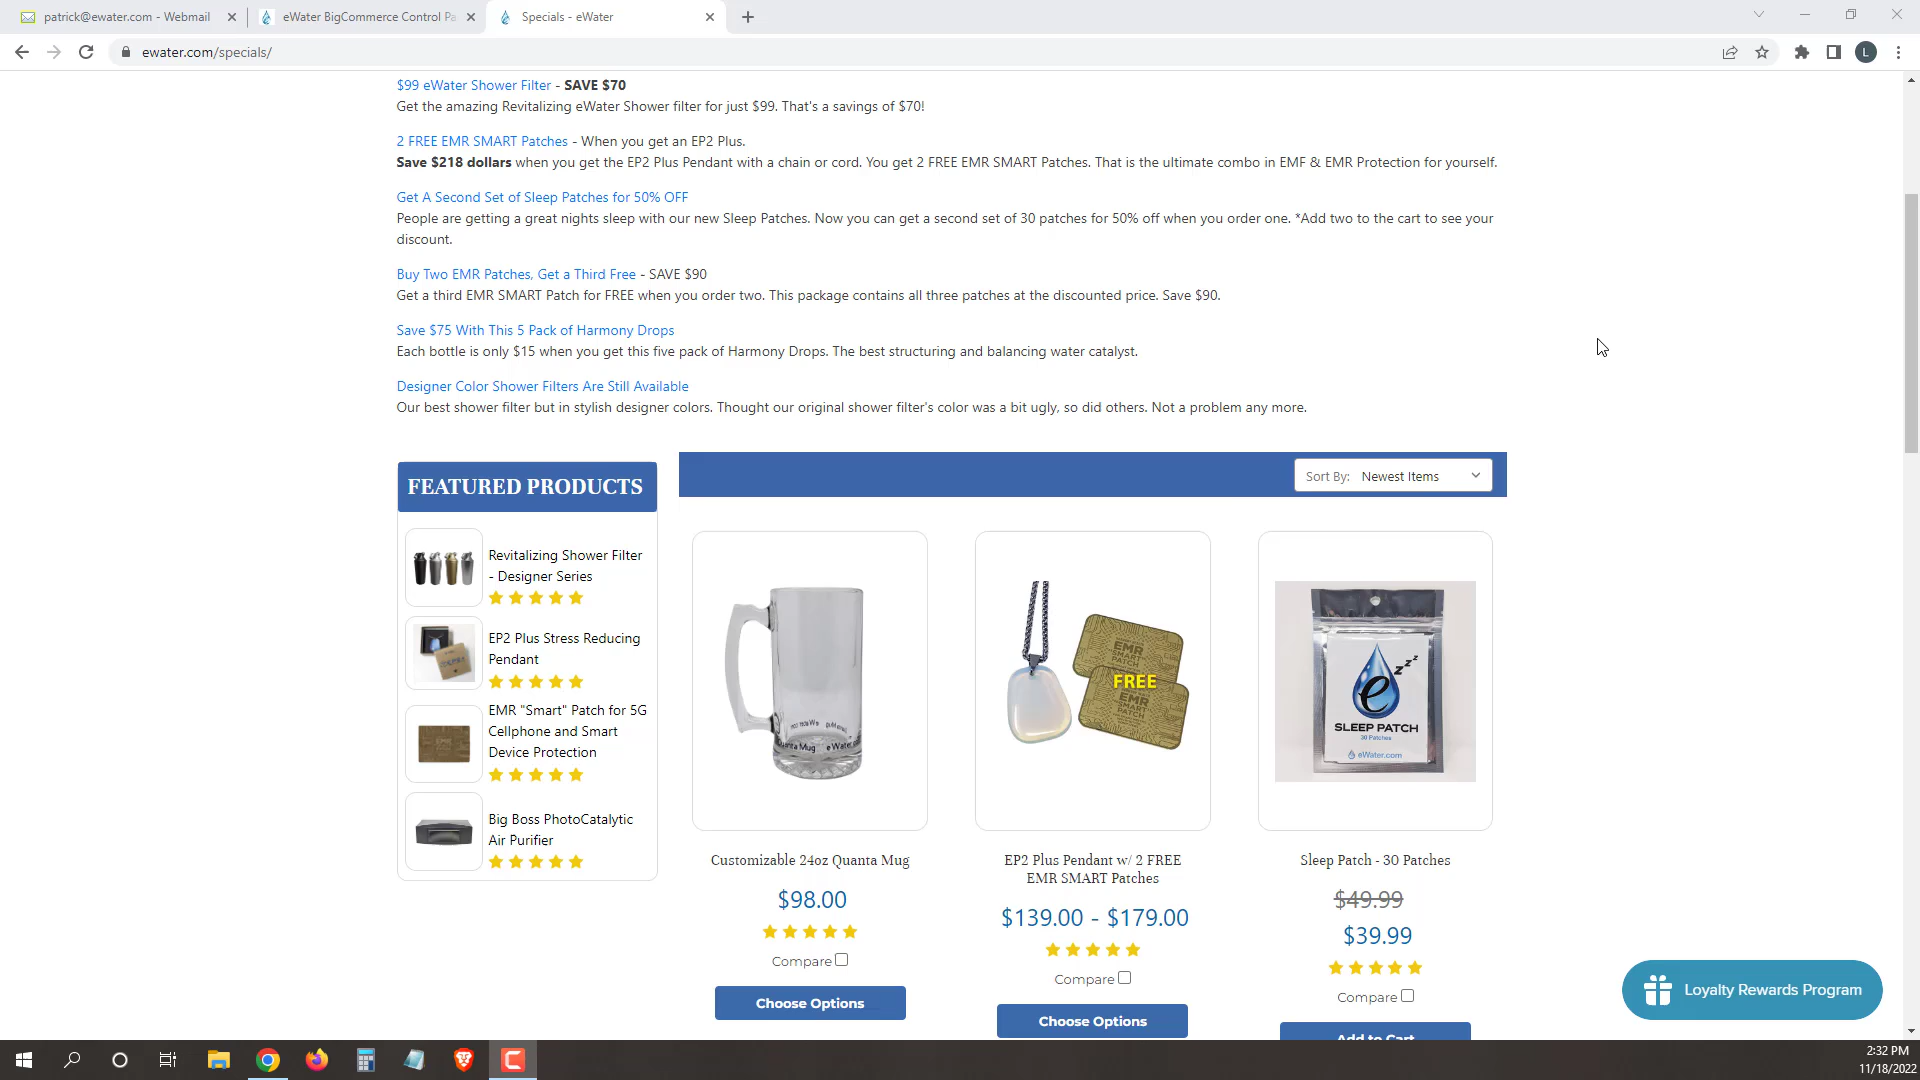 patrick@ewater.com - Webmail
eWater BigCommerce Control Pa
Specials - eWater
ewater.com/specials/
L
$99 eWater Shower Filter - SAVE $70
Get the amazing Revitalizing eWater Shower filter for just $99. That's a savings of $70!
2 FREE EMR SMART Patches - When you get an EP2 Plus.
Save $218 dollars when you get the EP2 Plus Pendant with a chain or cord. You get 2 FREE EMR SMART Patches. That is the ultimate combo in EMF & EMR Protection for yourself.
Get A Second Set of Sleep Patches for 50% OFF
People are getting a great nights sleep with our new Sleep Patches. Now you can get a second set of 30 patches for 50% off when you order one. *Add two to the cart to see your
discount.
Buy Two EMR Patches, Get a Third Free - SAVE $90
Get a third EMR SMART Patch for FREE when you order two. This package contains all three patches at the discounted price. Save $90.
Save $75 With This 5 Pack of Harmony Drops
Each bottle is only $15 when you get this five pack of Harmony Drops. The best structuring and balancing water catalyst.
Designer Color Shower Filters Are Still Available
Our best shower filter but in stylish designer colors. Thought our original shower filter's color was a bit ugly, so did others. Not a problem any more.
FEATURED PRODUCTS
Revitalizing Shower Filter
- Designer Series
EP2 Plus Stress Reducing
Pendant
EMR "Smart" Patch for 5G
Cellphone and Smart
Device Protection
Big Boss PhotoCatalytic
Air Purifier
Sort By: Newest Items
Quanta Mug eWater
Customizable 24oz Quanta Mug
$98.00
Compare
Choose Options
EMR
SMART
PATCH
FREE
EMR
SMART
PATCH
EP2 Plus Pendant w/ 2 FREE
EMR SMART Patches
$139.00 - $179.00
Compare
Choose Options
e zzz
SLEEP PATCH
30 Patches
eWater.com
Sleep Patch - 30 Patches
$49.99
$39.99
Compare
Add to Cart
Loyalty Rewards Program
2:32 PM
11/18/2022